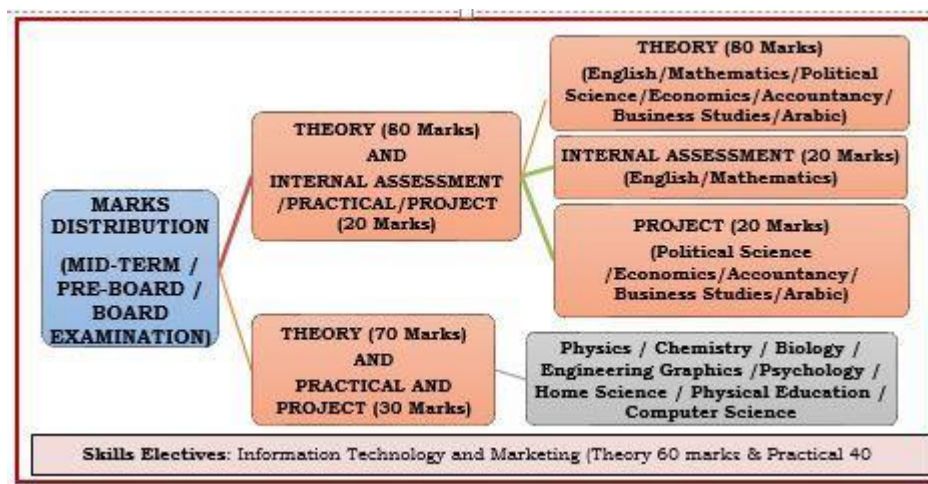 MARKS
DISTRIBUTION
(MID-TERM /
PRE-BOARD /
BOARD
EXAMINATION)
THEORY (80 Marks)
AND
INTERNAL ASSESSMENT
/PRACTICAL/PROJECT
(20 Marks)
THEORY (80 Marks)
(English/Mathematics/Political
Science/Economics/Accountancy/
Business Studies/Arabic)
INTERNAL ASSESSMENT (20 Marks)
(English/Mathematics)
PROJECT (20 Marks)
(Political Science
/Economics/Accountancy/
Business Studies/Arabic)
THEORY (70 Marks)
AND
PRACTICAL AND
PROJECT (30 Marks)
Physics / Chemistry / Biology /
Engineering Graphics /Psychology /
Home Science / Physical Education /
Computer Science
Skills Electives: Information Technology and Marketing (Theory 60 marks & Practical 40